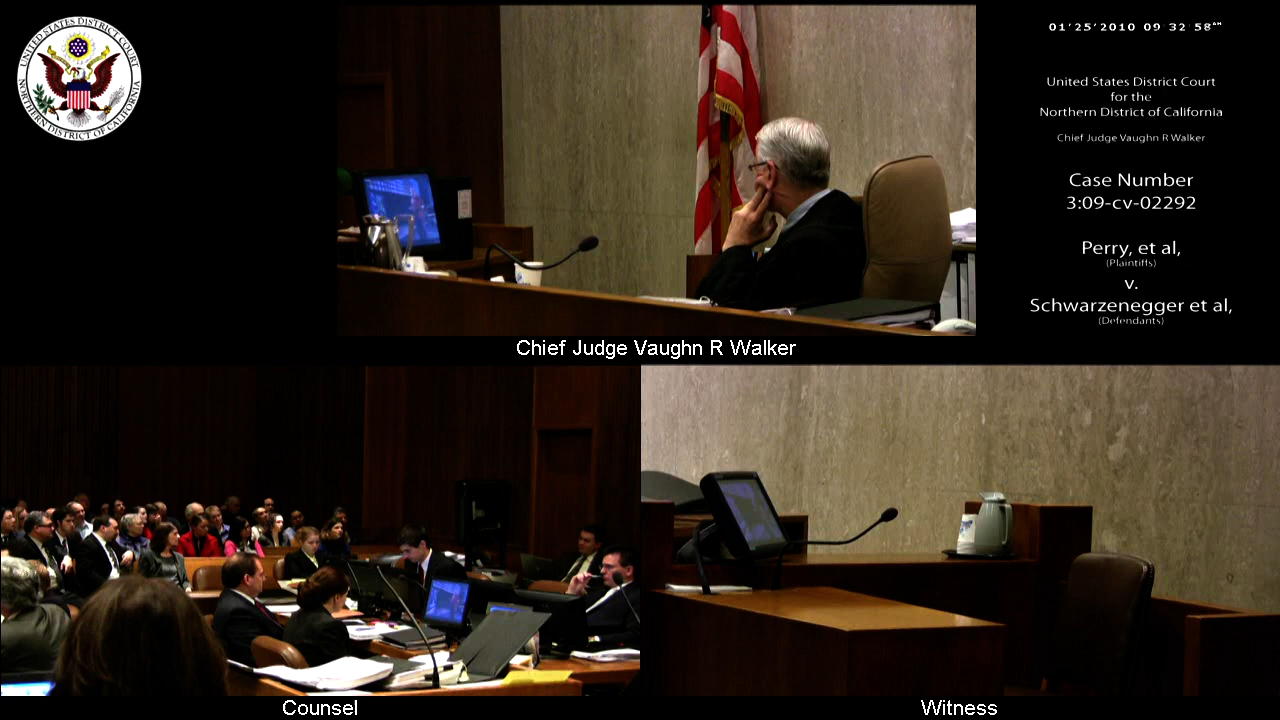 UNITED STATES DISTRICT COURT
NORTHERN DISTRICT OF CALIFORNIA
01'25'2010 09 32 58AM
United States District Court
for the
Northern District of California
Chief Judge Vaughn R Walker
Case Number
3:09-cv-02292
Perry, et al,
(Plaintiffs)
v.
Schwarzenegger et al,
(Defendants)
Chief Judge Vaughn R Walker
Counsel
Witness